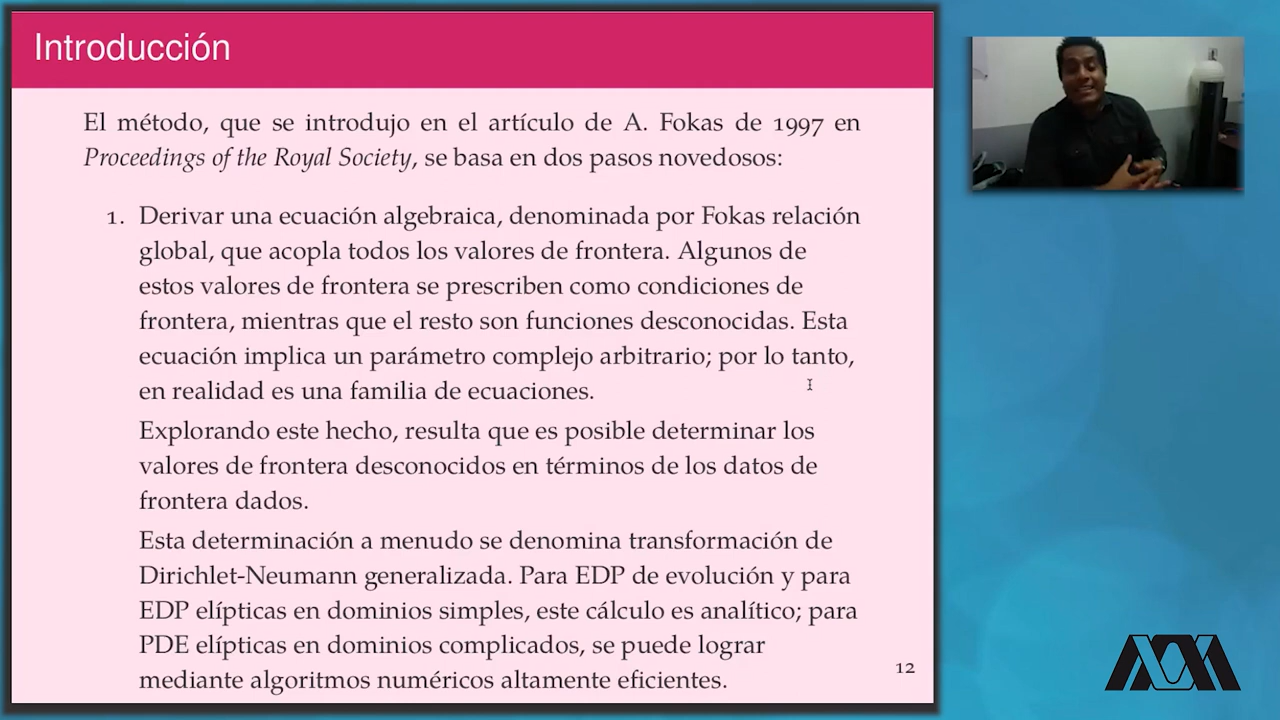 Introducción
El método, que se introdujo en el artículo de A. Fokas de 1997 en
Proceedings of the Royal Society, se basa en dos pasos novedosos:
1. Derivar una ecuación algebraica, denominada por Fokas relación
global, que acopla todos los valores de frontera. Algunos de
estos valores de frontera se prescriben como condiciones de
frontera, mientras que el resto son funciones desconocidas. Esta
ecuación implica un parámetro complejo arbitrario; por lo tanto,
en realidad es una familia de ecuaciones.
Explorando este hecho, resulta que es posible determinar los
valores de frontera desconocidos en términos de los datos de
frontera dados.
Esta determinación a menudo se denomina transformación de
Dirichlet-Neumann generalizada. Para EDP de evolución y para
EDP elípticas en dominios simples, este cálculo es analítico; para
PDE elípticas en dominios complicados, se puede lograr
mediante algoritmos numéricos altamente eficientes.
12